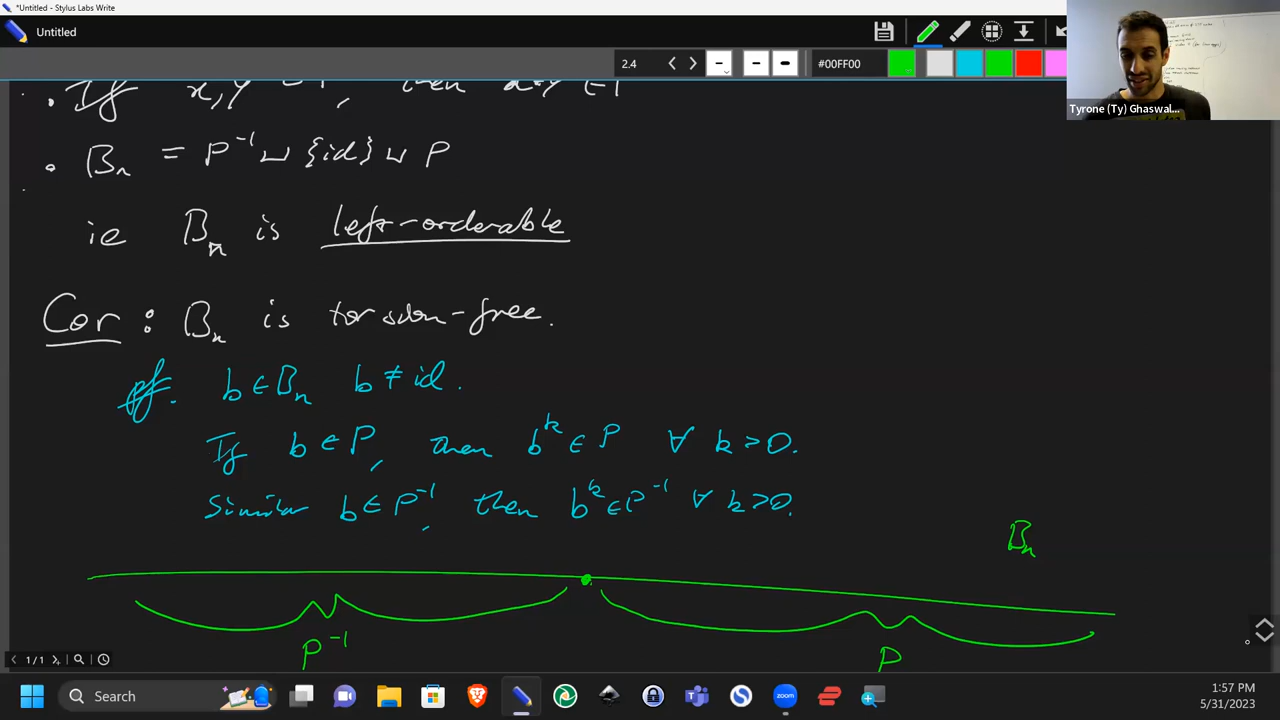 *Untitled - Stylus Labs Write
Untitled
2.4
#00FF00
Tyrone (Ty) Ghaswal...
• If x, y
• Bn = P⁻¹ ⊔ {id} ⊔ P
ie Bn is left-orderable
Cor: Bn is torsion-free.
pf. b ∈ Bn b ≠ id.
If b ∈ P, then bᵏ ∈ P ∀ k > 0.
Similar b ∈ P⁻¹, then bᵏ ∈ P⁻¹ ∀ k > 0.
Bn
P⁻¹
P
1/1
Search
zoom
1:57 PM
5/31/2023